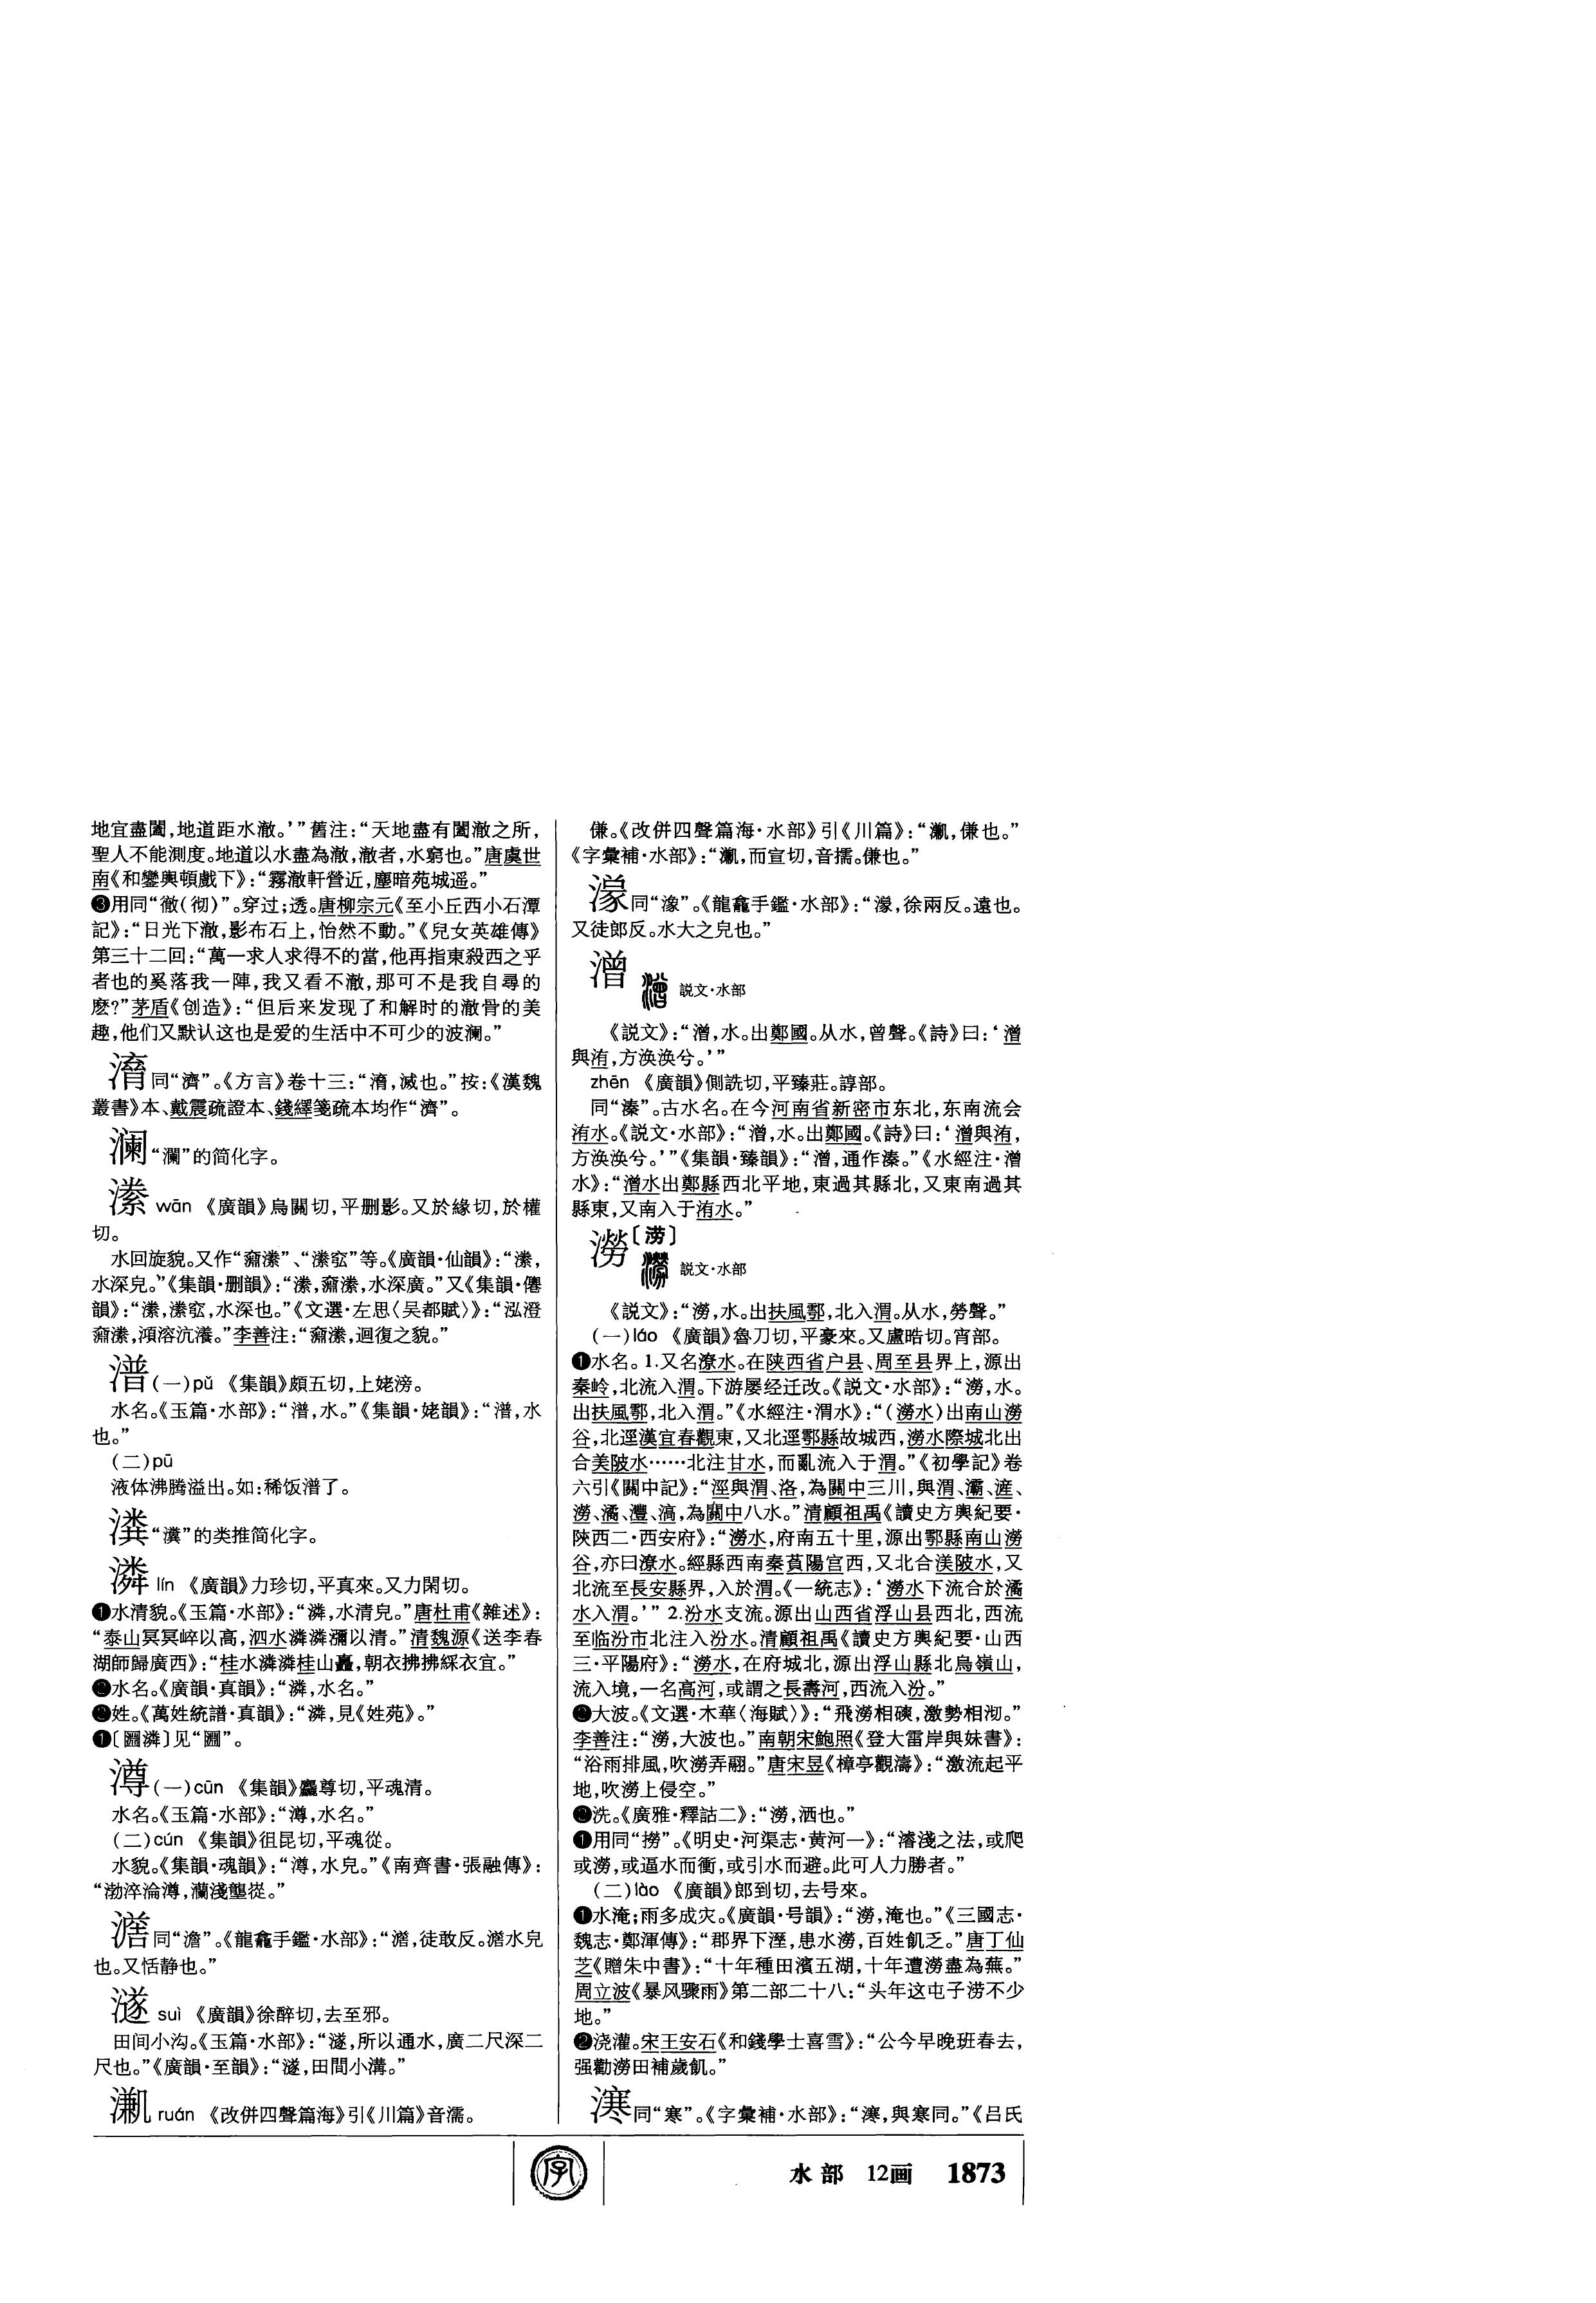 地宜盡闔，地道距水澈。’”舊注：“天地盡有闔澈之所，
聖人不能測度。地道以水盡為澈，澈者，水窮也。”唐虞世
南《和鑾輿頓戲下》：“霧澈軒營近，塵暗苑城遥。”
❸用同“徹（彻）”。穿过；透。唐柳宗元《至小丘西小石潭
記》：“日光下澈，影布石上，怡然不動。”《兒女英雄傳》
第三十二回：“萬一求人求得不的當，他再指東殺西之乎
者也的奚落我一陣，我又看不澈，那可不是我自尋的
麽？”茅盾《创造》：“但后来发现了和解时的澈骨的美
趣，他们又默认这也是爱的生活中不可少的波澜。”
同“濟”。《方言》卷十三：“，滅也。”按：《漢魏
叢書》本、戴震疏證本、錢繹箋疏本均作“濟”。
澜“瀾”的简化字。
潫 wān 《廣韻》烏關切，平删影。又於緣切，於權
切。
水回旋貌。又作“潫”、“潫”等。《廣韻·仙韻》：“潫，
水深皃。”《集韻·删韻》：“潫，潫，水深廣。”又《集韻·僊
韻》：“潫，潫，水深也。”《文選·左思〈吴都賦〉》：“泓澄
潫，澒溶沆瀁。”李善注：“潫，迴復之貌。”
潽（一）pǔ 《集韻》頗五切，上姥滂。
水名。《玉篇·水部》：“潽，水。”《集韻·姥韻》：“潽，水
也。”
（二）pū
液体沸腾溢出。如：稀饭潽了。
“瀵”的类推简化字。
潾 lín 《廣韻》力珍切，平真來。又力閑切。
❶水清貌。《玉篇·水部》：“潾，水清皃。”唐杜甫《雜述》：
“泰山冥冥崪以高，泗水潾潾瀰以清。”清魏源《送李春
湖師歸廣西》：“桂水潾潾桂山矗，朝衣拂拂綵衣宜。”
❷水名。《廣韻·真韻》：“潾，水名。”
❸姓。《萬姓統譜·真韻》：“潾，見《姓苑》。”
❹〔潾〕见“”。
澊（一）cūn 《集韻》麤尊切，平魂清。
水名。《玉篇·水部》：“澊，水名。”
（二）cún 《集韻》徂昆切，平魂從。
水貌。《集韻·魂韻》：“澊，水皃。”《南齊書·張融傳》：
“渤淬淪澊，瀾淺壟從。”
同“澹”。《龍龕手鑑·水部》：“，徒敢反。水皃
也。又恬静也。”
澻 suì 《廣韻》徐醉切，去至邪。
田间小沟。《玉篇·水部》：“澻，所以通水，廣二尺深二
尺也。”《廣韻·至韻》：“澻，田間小溝。”
ruán 《改併四聲篇海》引《川篇》音濡。
傔。《改併四聲篇海·水部》引《川篇》：“，傔也。”
《字彙補·水部》：“，而宣切，音擩。傔也。”
同“潒”。《龍龕手鑑·水部》：“，徐兩反。遠也。
又徒郎反。水大之皃也。”
潧 説文·水部
《説文》：“潧，水。出鄭國。从水，曾聲。《詩》曰：‘潧
與洧，方涣涣兮。’”
zhēn 《廣韻》側詵切，平臻莊。諄部。
同“溱”。古水名。在今河南省新密市东北，东南流会
洧水。《説文·水部》：“潧，水。出鄭國。《詩》曰：‘潧與洧，
方涣涣兮。’”《集韻·臻韻》：“潧，通作溱。”《水經注·潧
水》：“潧水出鄭縣西北平地，東過其縣北，又東南過其
縣東，又南入于洧水。”
澇〔涝〕 説文·水部
《説文》：“澇，水。出扶風鄠，北入渭。从水，勞聲。”
（一）láo 《廣韻》魯刀切，平豪來。又盧晧切。宵部。
❶水名。1.又名潦水。在陕西省户县、周至县界上，源出
秦岭，北流入渭。下游屡经迁改。《説文·水部》：“澇，水。
出扶風鄠，北入渭。”《水經注·渭水》：“（澇水）出南山澇
谷，北逕漢宜春觀東，又北逕鄠縣故城西，澇水際城北出
合美陂水……北注甘水，而亂流入于渭。”《初學記》卷
六引《關中記》：“涇與渭、洛，為關中三川，與渭、灞、滻、
澇、潏、灃、滈，為關中八水。”清顧祖禹《讀史方輿紀要·
陝西二·西安府》：“澇水，府南五十里，源出鄠縣南山澇
谷，亦曰潦水。經縣西南秦萯陽宫西，又北合渼陂水，又
北流至長安縣界，入於渭。《一統志》：‘澇水下流合於潏
水入渭。’” 2.汾水支流。源出山西省浮山县西北，西流
至临汾市北注入汾水。清顧祖禹《讀史方輿紀要·山西
三·平陽府》：“澇水，在府城北，源出浮山縣北烏嶺山，
流入境，一名高河，或謂之長壽河，西流入汾。”
❷大波。《文選·木華〈海賦〉》：“飛澇相磢，激勢相沏。”
李善注：“澇，大波也。”南朝宋鮑照《登大雷岸與妹書》：
“浴雨排風，吹澇弄翮。”唐宋昱《樟亭觀濤》：“激流起平
地，吹澇上侵空。”
❸洗。《廣雅·釋詁二》：“澇，洒也。”
❹用同“撈”。《明史·河渠志·黄河一》：“濬淺之法，或爬
或澇，或逼水而衝，或引水而避。此可人力勝者。”
（二）lào 《廣韻》郎到切，去号來。
❶水淹；雨多成灾。《廣韻·号韻》：“澇，淹也。”《三國志·
魏志·鄭渾傳》：“郡界下溼，患水澇，百姓飢乏。”唐丁仙
芝《贈朱中書》：“十年種田濱五湖，十年遭澇盡為蕪。”
周立波《暴风骤雨》第二部二十八：“头年这屯子涝不少
地。”
❷浇灌。宋王安石《和錢學士喜雪》：“公今早晚班春去，
强勸澇田補歲飢。”
同“寒”。《字彙補·水部》：“，與寒同。”《吕氏
字
水部 12画 1873